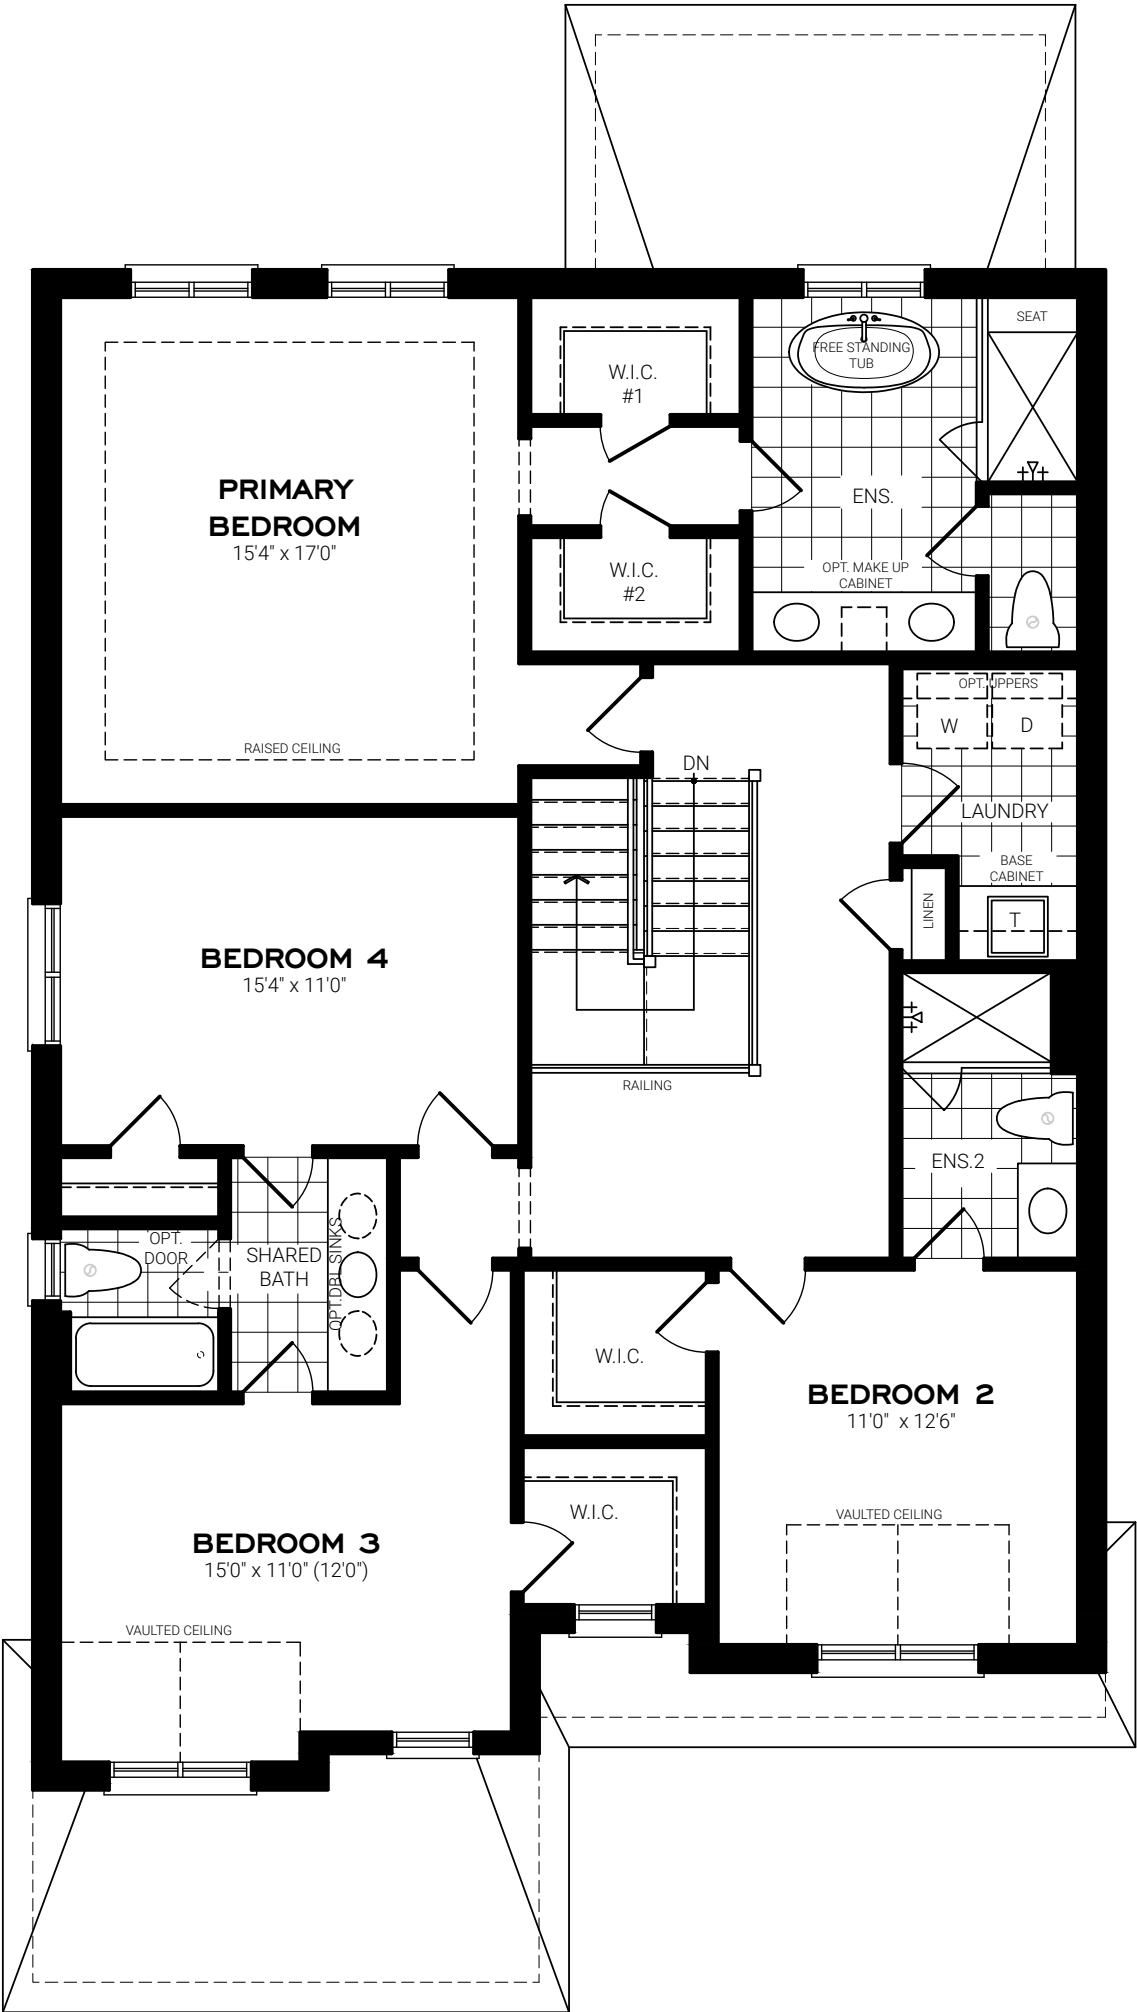 SEAT
FREE STANDING
TUB
W.I.C.
#1
PRIMARY
BEDROOM
15'4" x 17'0"
ENS.
W.I.C.
#2
OPT. MAKE UP
CABINET
OPT. UPPERS
W
D
RAISED CEILING
DN
LAUNDRY
BASE
CABINET
LINEN
T
BEDROOM 4
15'4" x 11'0"
RAILING
ENS.2
OPT.
DOOR
SHARED
BATH
OPT.DBL SINKS
W.I.C.
BEDROOM 2
11'0" x 12'6"
W.I.C.
VAULTED CEILING
BEDROOM 3
15'0" x 11'0" (12'0")
VAULTED CEILING